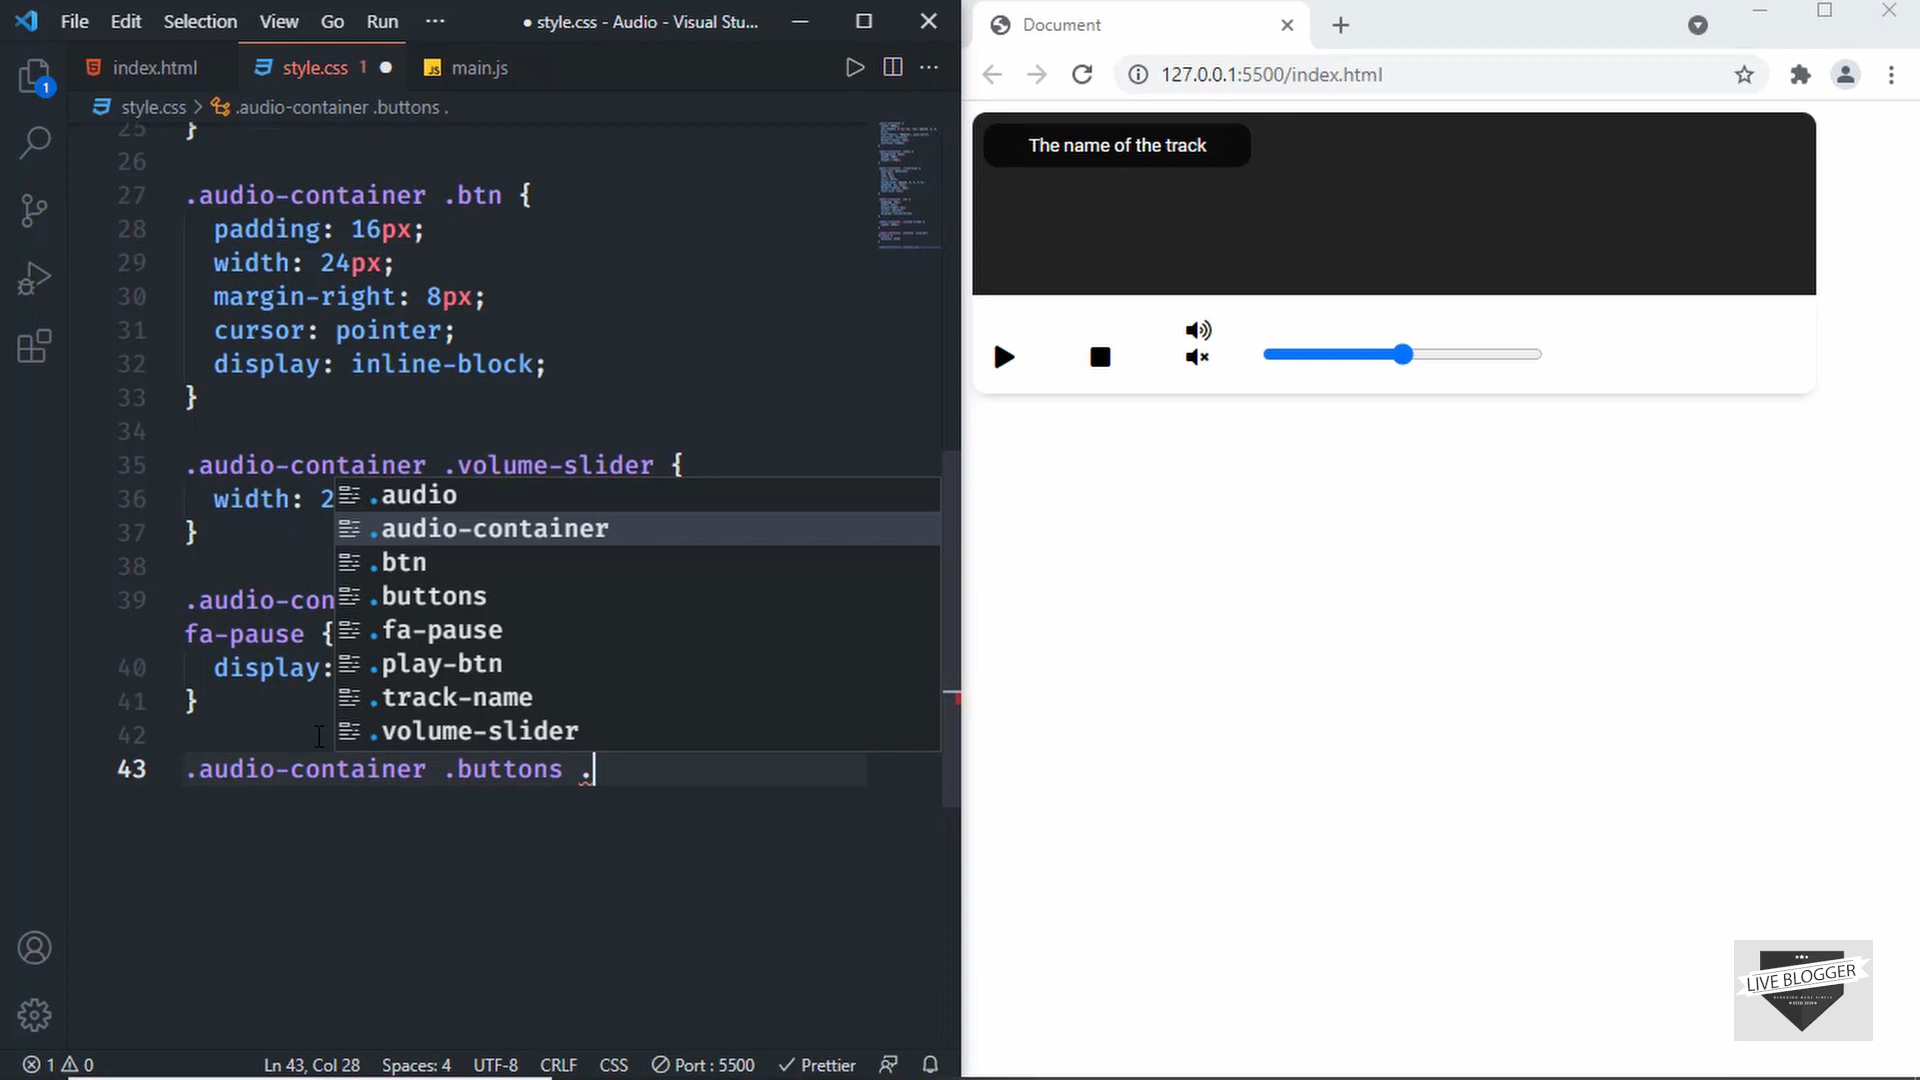 File Edit Selection View Go Run ··· ● style.css - Audio - Visual Stu...
index.html style.css 1 ● main.js
style.css > .audio-container .buttons .
25 }
26
27 .audio-container .btn {
28 padding: 16px;
29 width: 24px;
30 margin-right: 8px;
31 cursor: pointer;
32 display: inline-block;
33 }
34
35 .audio-container .volume-slider {
36 width: 2
37 }
38
39 .audio-con
fa-pause {
40 display:
41 }
42
43 .audio-container .buttons .
.audio
.audio-container
.btn
.buttons
.fa-pause
.play-btn
.track-name
.volume-slider
1
1 0 Ln 43, Col 28 Spaces: 4 UTF-8 CRLF CSS Port : 5500 Prettier
Document
127.0.0.1:5500/index.html
The name of the track
LIVE BLOGGER